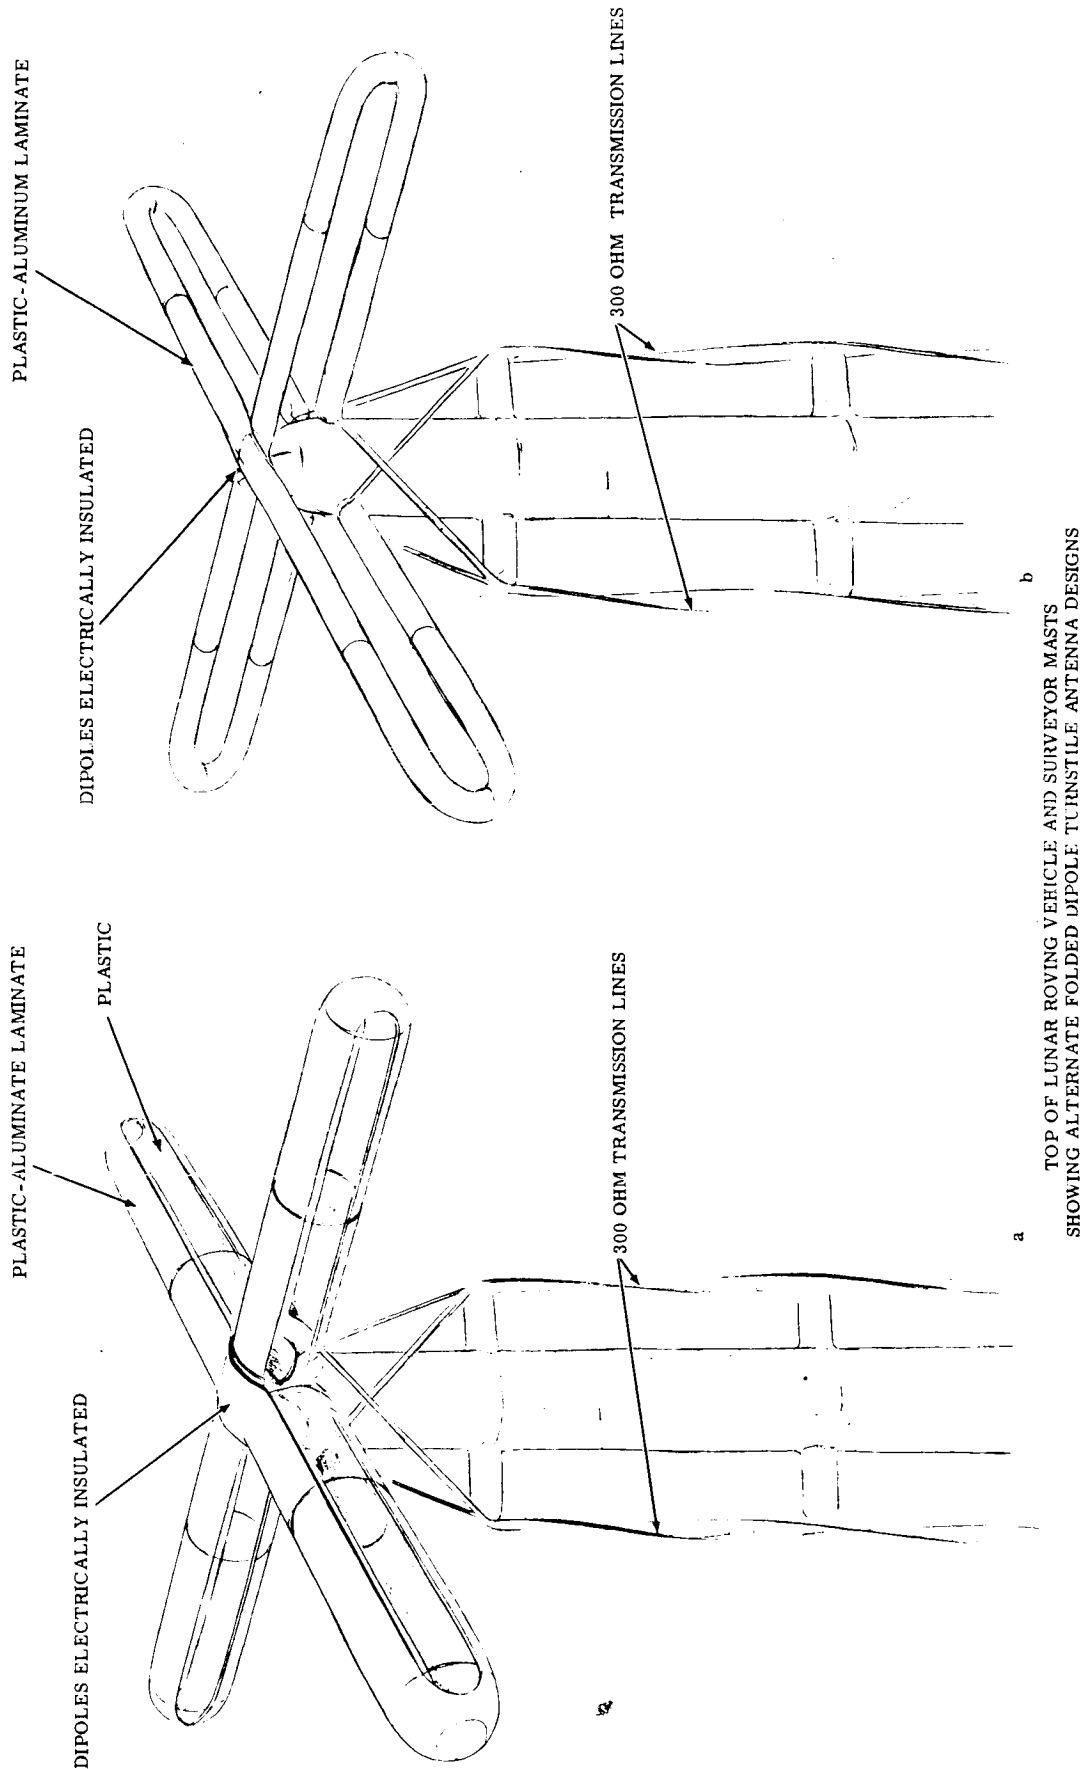 PLASTIC-ALUMINATE LAMINATE
PLASTIC
DIPOLES ELECTRICALLY INSULATED
300 OHM TRANSMISSION LINES
a
PLASTIC-ALUMINUM LAMINATE
DIPOLES ELECTRICALLY INSULATED
300 OHM TRANSMISSION LINES
b
TOP OF LUNAR ROVING VEHICLE AND SURVEYOR MASTS
SHOWING ALTERNATE FOLDED DIPOLE TURNSTILE ANTENNA DESIGNS